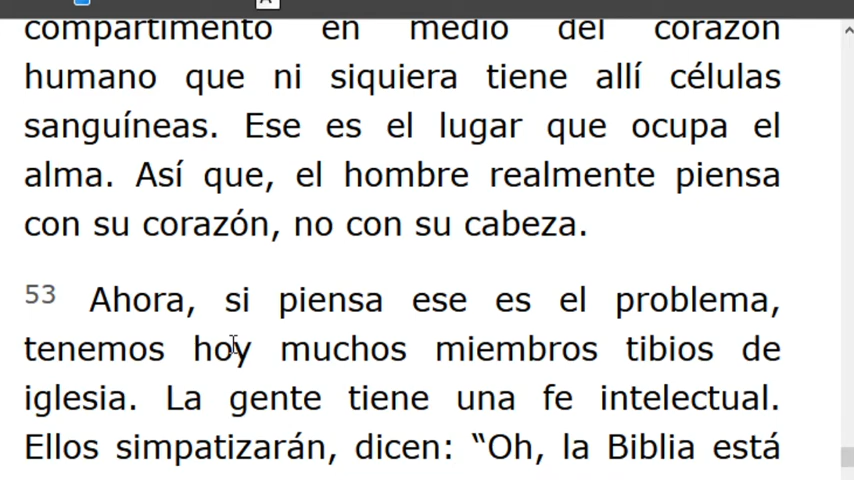 compartimento en medio del corazón
humano que ni siquiera tiene allí células
sanguíneas. Ese es el lugar que ocupa el
alma. Así que, el hombre realmente piensa
con su corazón, no con su cabeza.
53 Ahora, si piensa ese es el problema,
tenemos hoy muchos miembros tibios de
iglesia. La gente tiene una fe intelectual.
Ellos simpatizarán, dicen: “Oh, la Biblia está